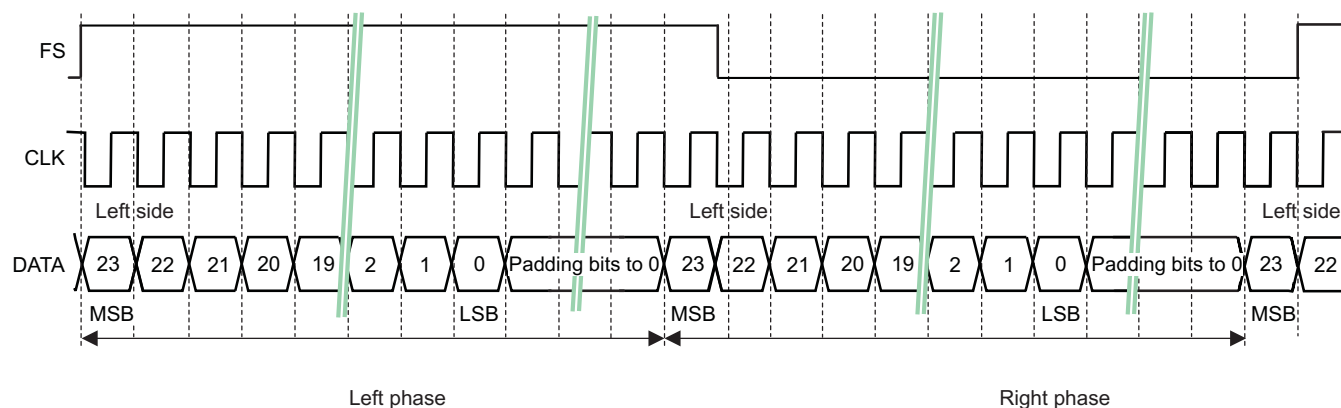 FS
CLK
Left side Left side Left side
DATA 23 22 21 20 19 2 1 0 Padding bits to 0 23 22 21 20 19 2 1 0 Padding bits to 0 23 22
MSB LSB MSB LSB MSB
Left phase Right phase